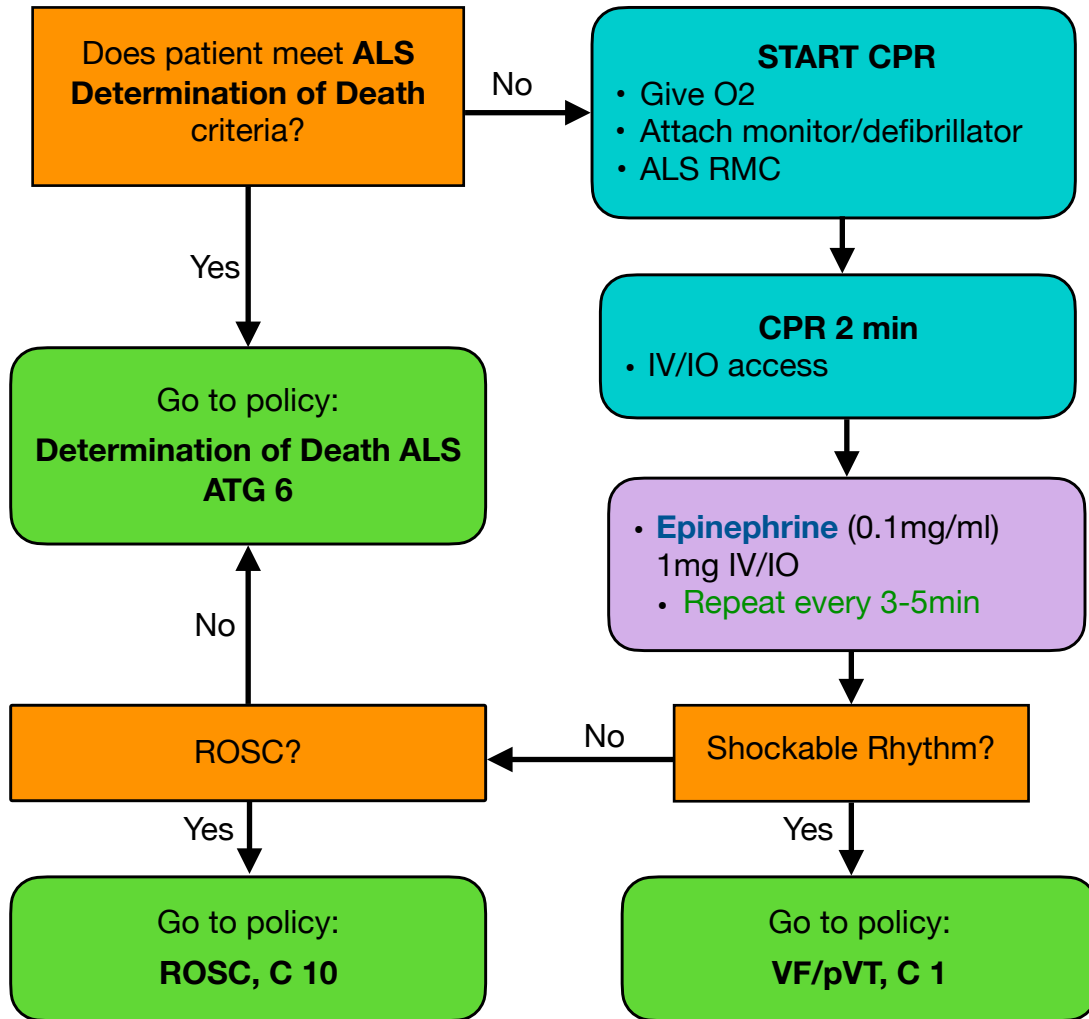 Does patient meet ALS
Determination of Death
criteria?
No
START CPR
• Give O2
• Attach monitor/defibrillator
• ALS RMC
Yes
CPR 2 min
• IV/IO access
Go to policy:
Determination of Death ALS
ATG 6
• Epinephrine (0.1mg/ml)
1mg IV/IO
• Repeat every 3-5min
No
ROSC?
No
Shockable Rhythm?
Yes
Yes
Go to policy:
ROSC, C 10
Go to policy:
VF/pVT, C 1